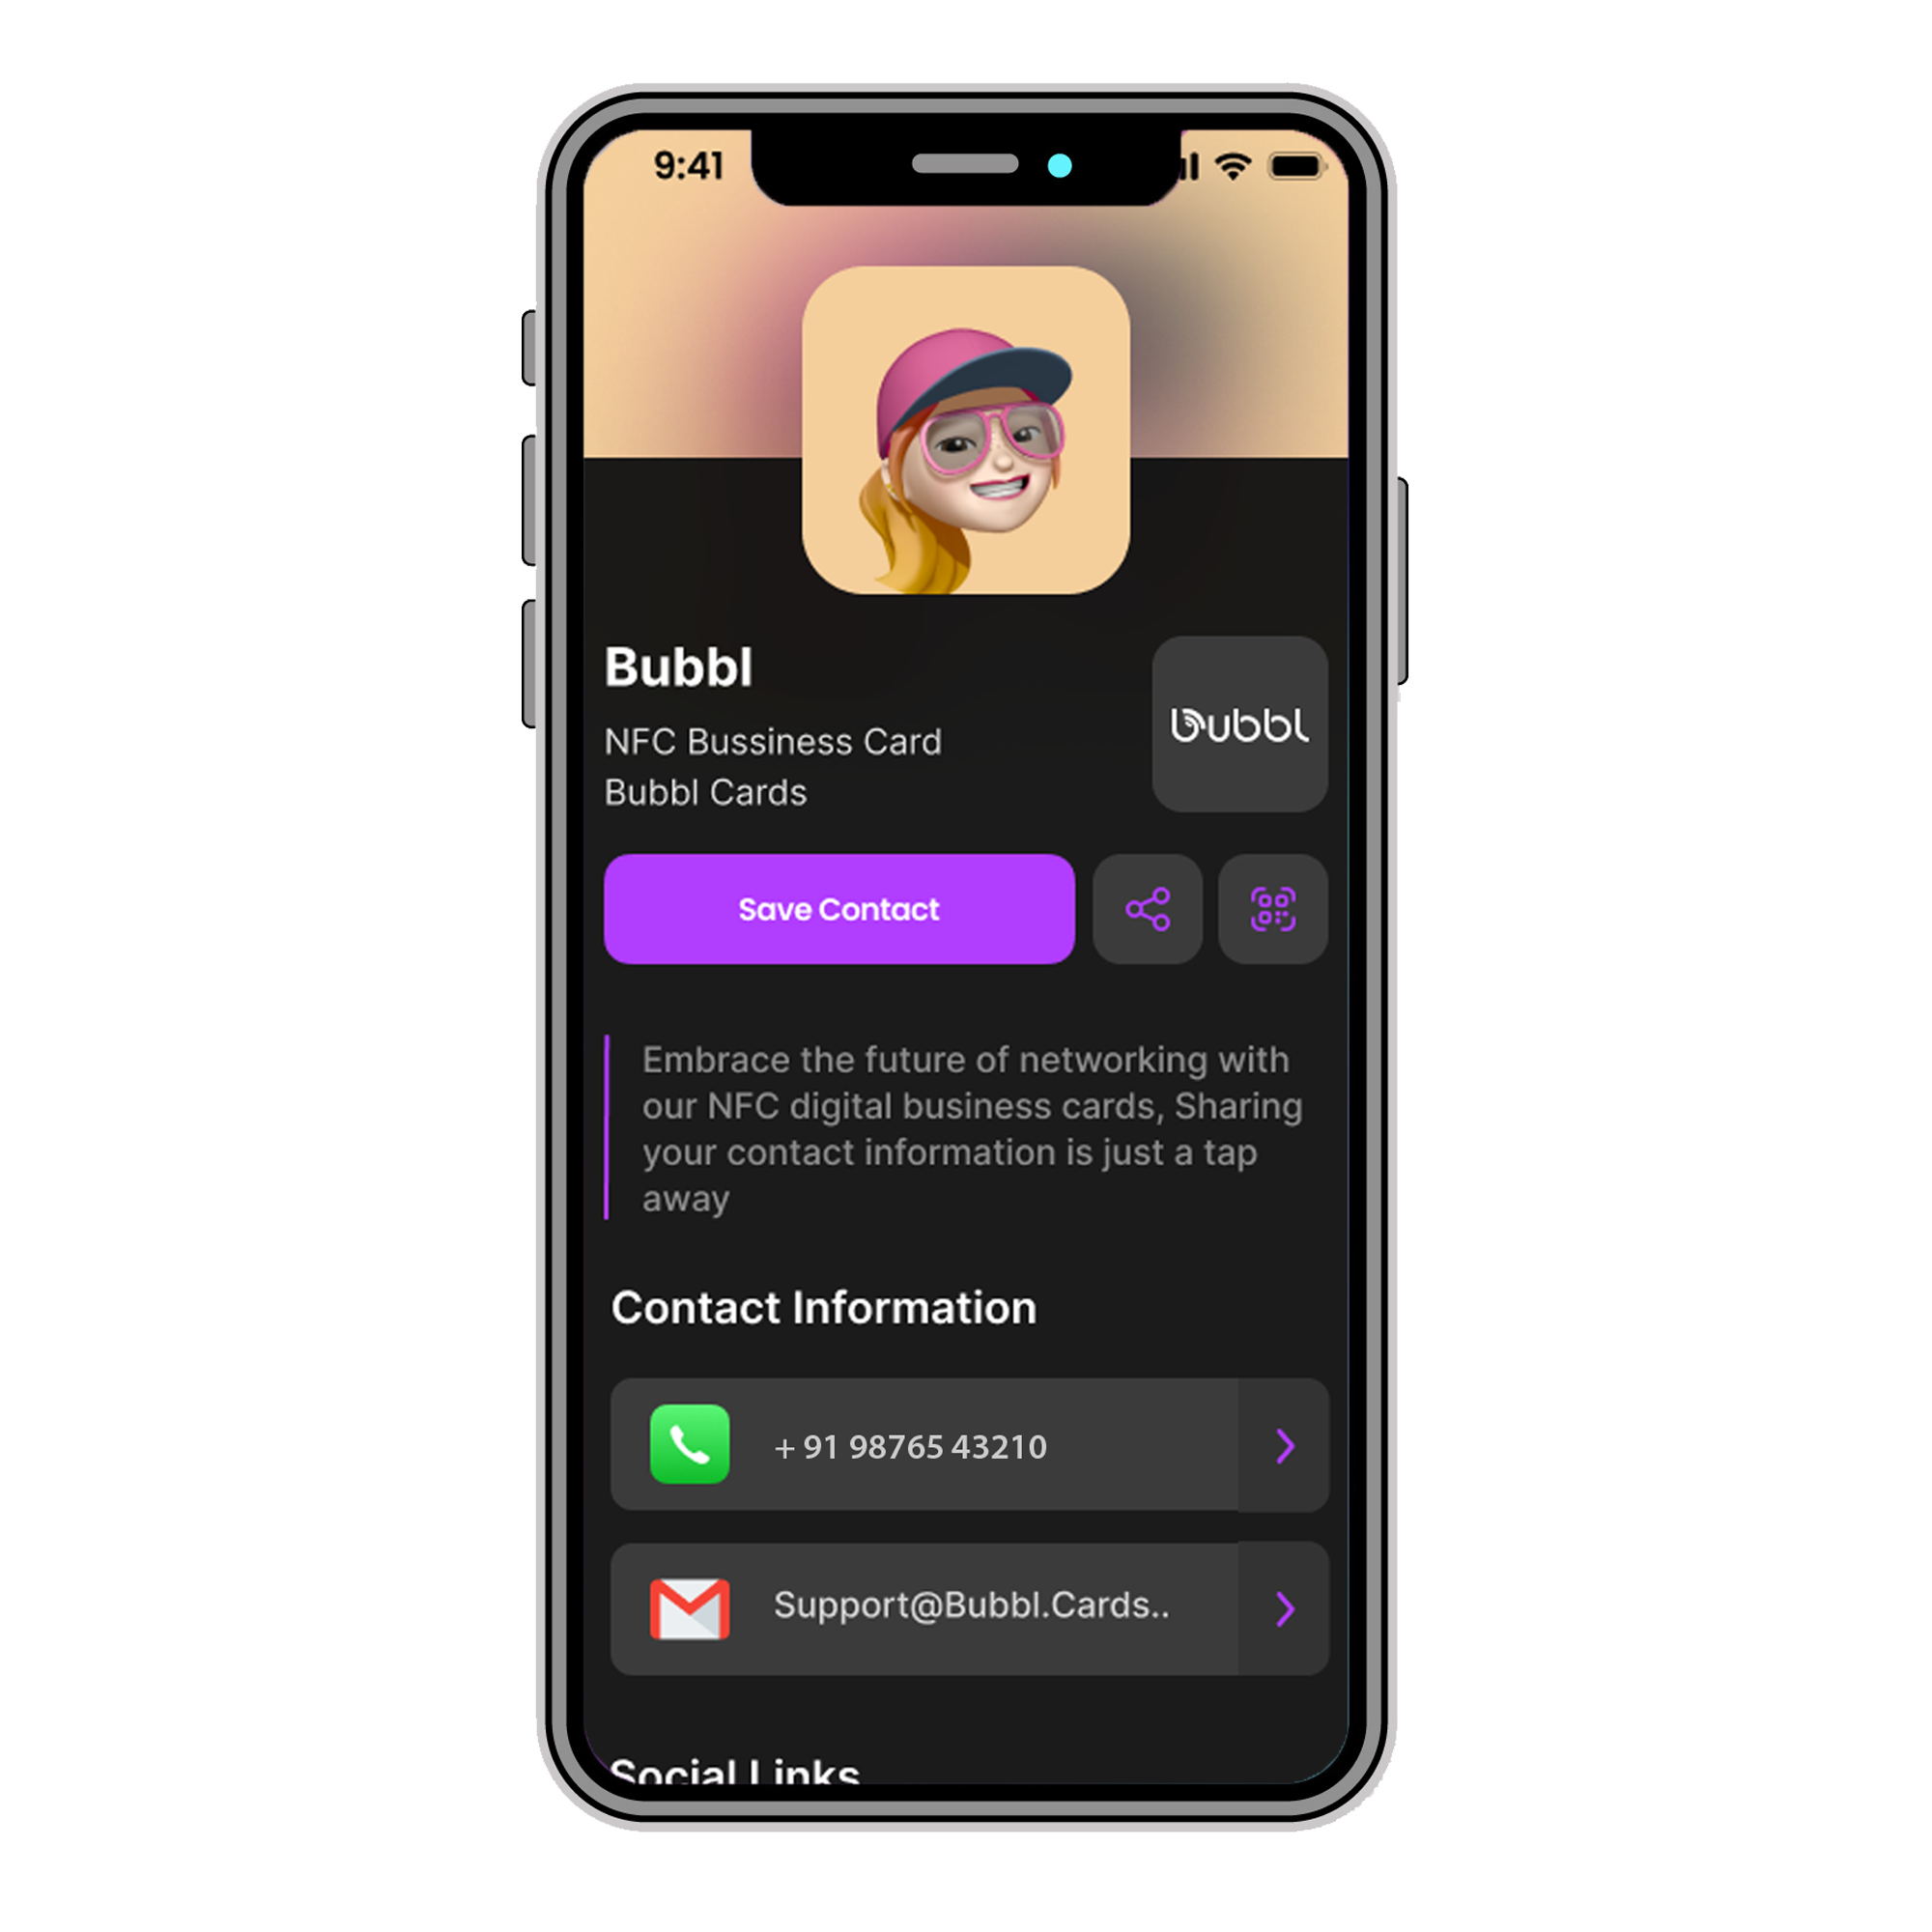 9:41
Bubbl
NFC Bussiness Card
Bubbl Cards
bubbl
Save Contact
Embrace the future of networking with
our NFC digital business cards, Sharing
your contact information is just a tap
away
Contact Information
+ 91 98765 43210
Support@Bubbl.Cards..
Social Links